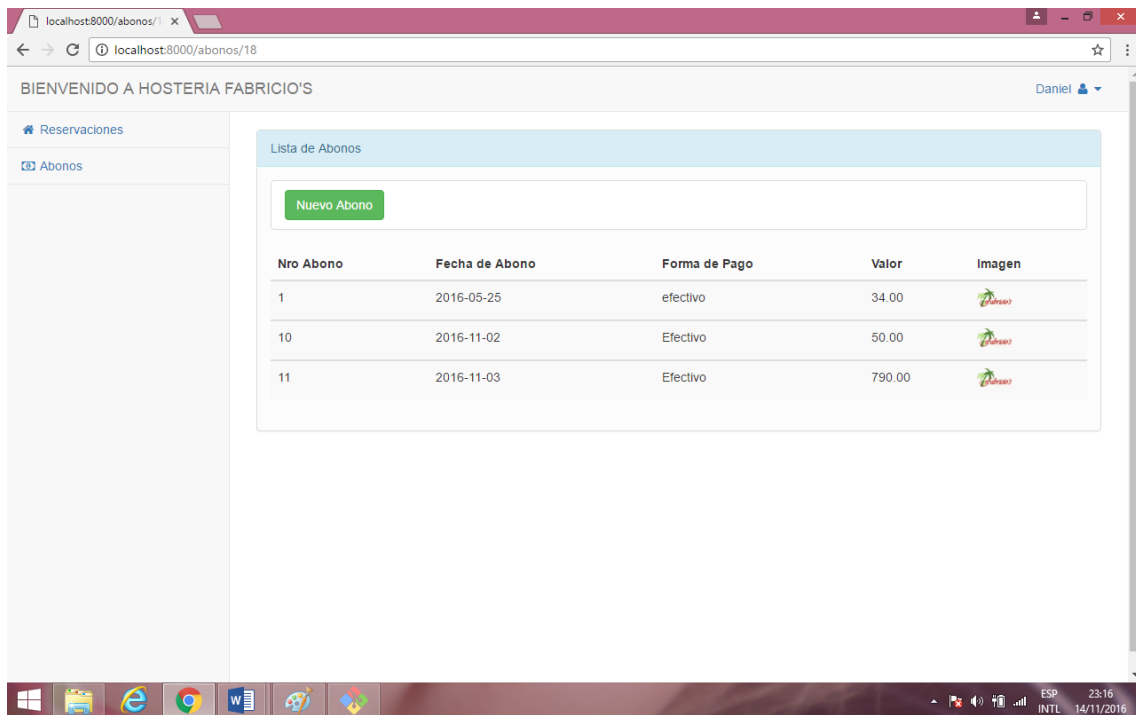 localhost:8000/abonos/1
localhost:8000/abonos/18
BIENVENIDO A HOSTERIA FABRICIO'S
Daniel
Reservaciones
Abonos
Lista de Abonos
Nuevo Abono
Nro Abono Fecha de Abono Forma de Pago Valor Imagen
1 2016-05-25 efectivo 34.00
10 2016-11-02 Efectivo 50.00
11 2016-11-03 Efectivo 790.00
ESP 23:16
INTL 14/11/2016